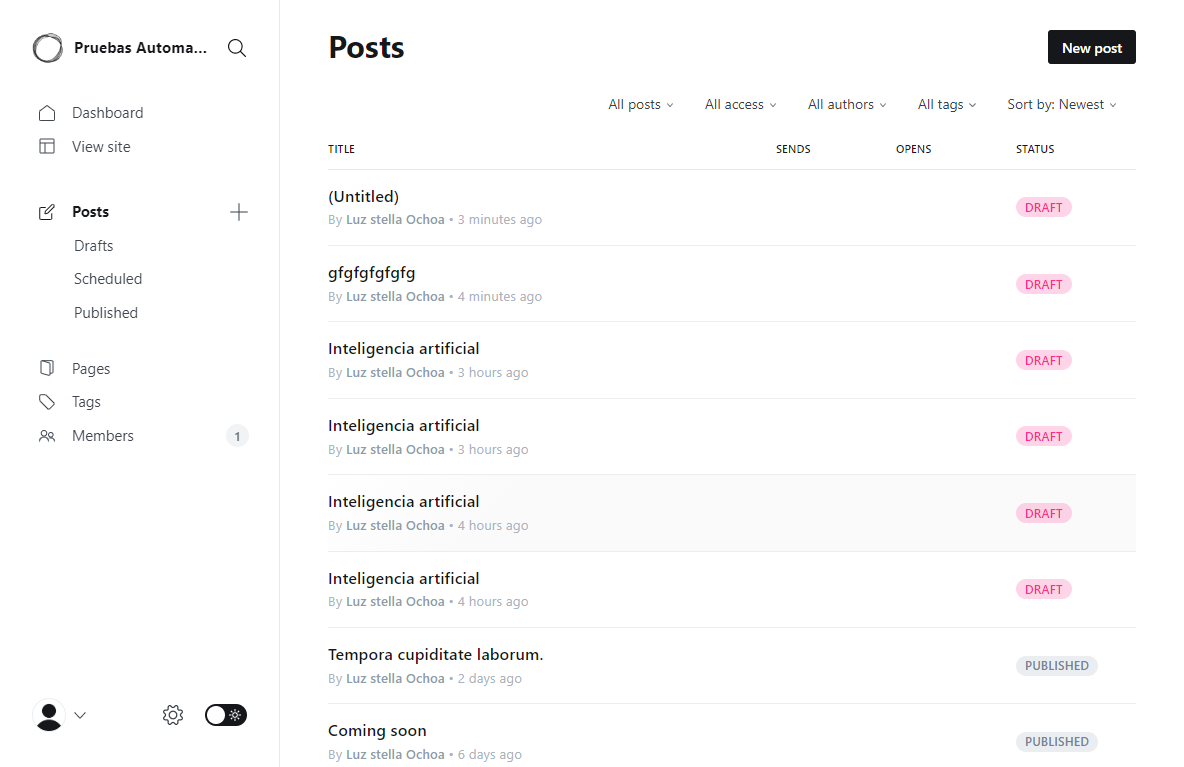 Pruebas Automa...
Dashboard
View site
Posts
Drafts
Scheduled
Published
Pages
Tags
Members 1
Posts
New post
All posts All access All authors All tags Sort by: Newest
TITLE SENDS OPENS STATUS
(Untitled)
By Luz stella Ochoa • 3 minutes ago
DRAFT
gfgfgfgfgfg
By Luz stella Ochoa • 4 minutes ago
DRAFT
Inteligencia artificial
By Luz stella Ochoa • 3 hours ago
DRAFT
Inteligencia artificial
By Luz stella Ochoa • 3 hours ago
DRAFT
Inteligencia artificial
By Luz stella Ochoa • 4 hours ago
DRAFT
Inteligencia artificial
By Luz stella Ochoa • 4 hours ago
DRAFT
Tempora cupiditate laborum.
By Luz stella Ochoa • 2 days ago
PUBLISHED
Coming soon
By Luz stella Ochoa • 6 days ago
PUBLISHED